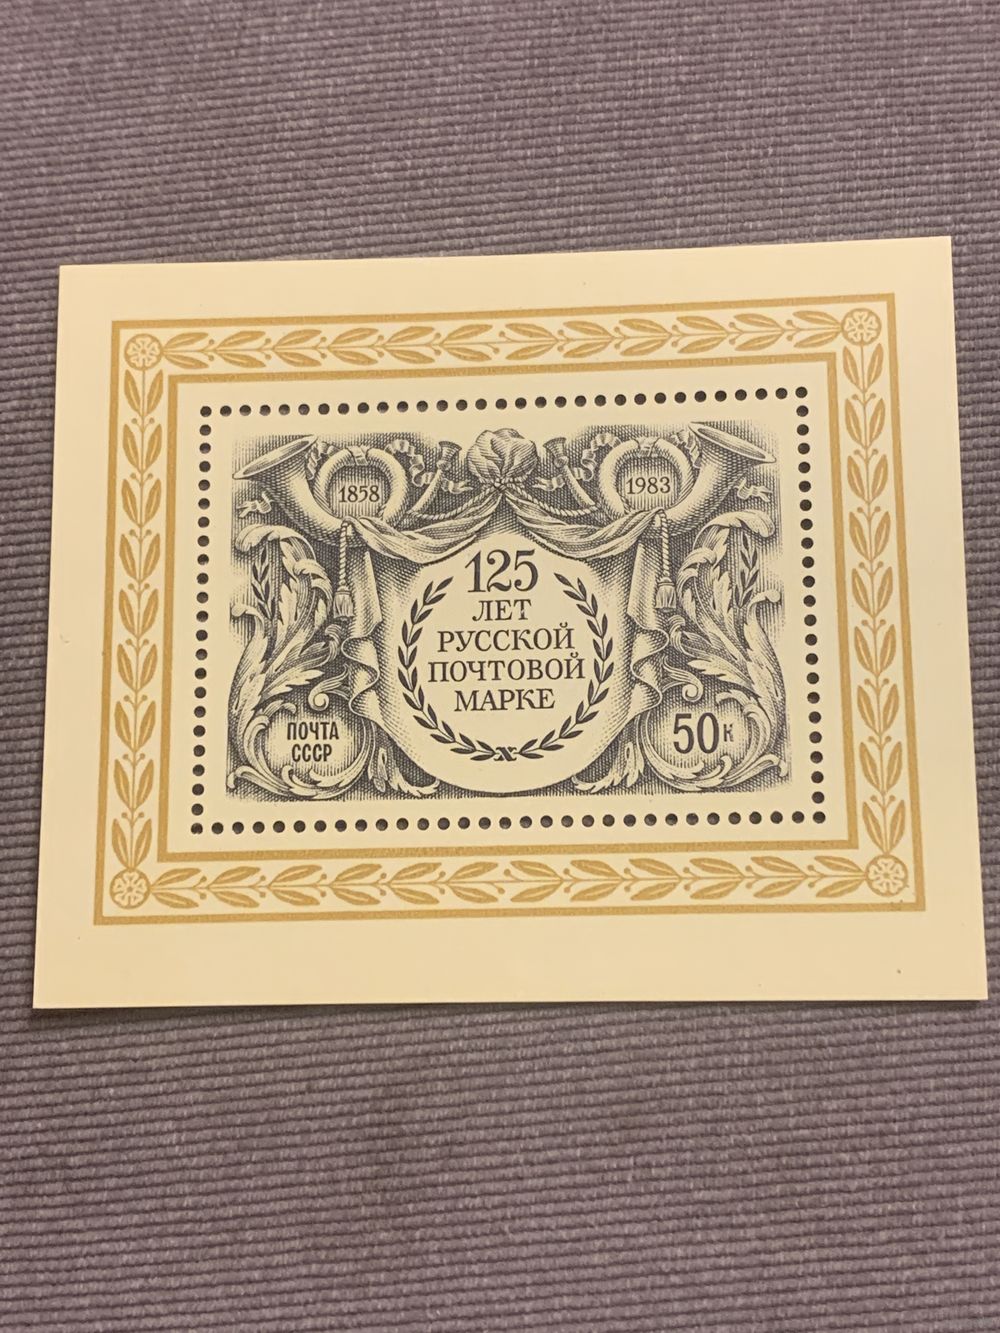 1858
1983
125
ЛЕТ
РУССКОЙ
ПОЧТОВОЙ
МАРКЕ
ПОЧТА
СССР
50к